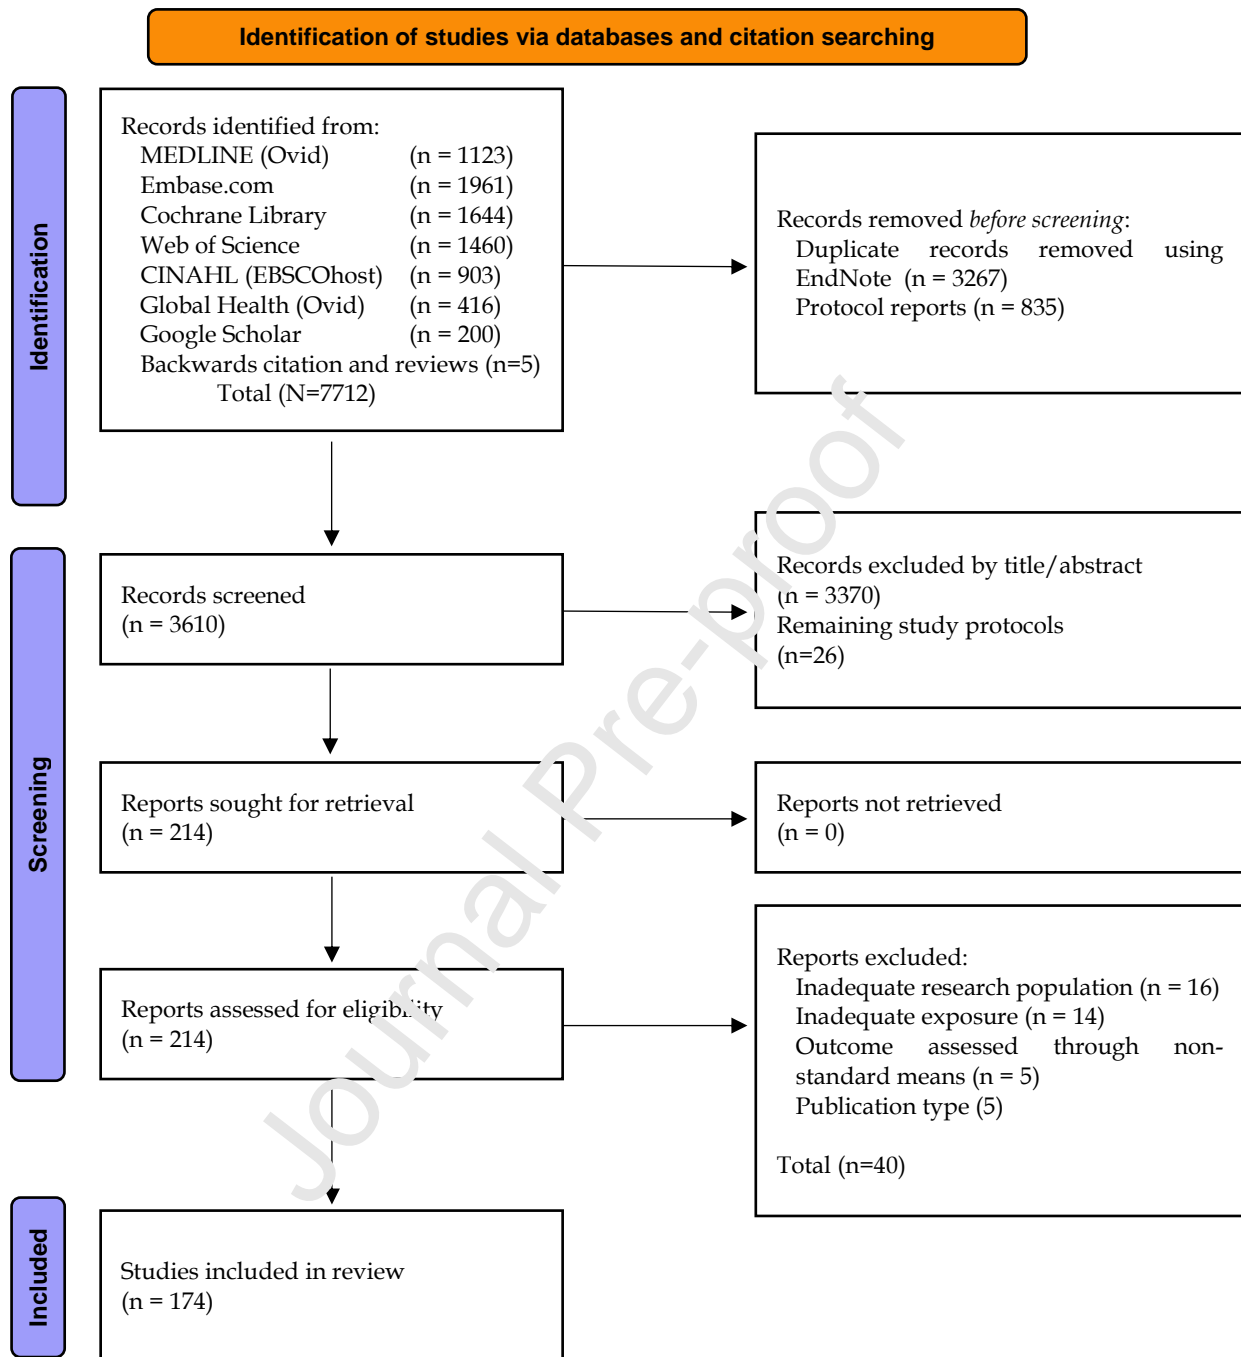 Identification of studies via databases and citation searching
Identification
Records identified from:
MEDLINE (Ovid) (n = 1123)
Embase.com (n = 1961)
Cochrane Library (n = 1644)
Web of Science (n = 1460)
CINAHL (EBSCOhost) (n = 903)
Global Health (Ovid) (n = 416)
Google Scholar (n = 200)
Backwards citation and reviews (n=5)
Total (N=7712)
Records removed before screening:
Duplicate records removed using
EndNote (n = 3267)
Protocol reports (n = 835)
Screening
Records screened
(n = 3610)
Records excluded by title/abstract
(n = 3370)
Remaining study protocols
(n=26)
Reports sought for retrieval
(n = 214)
Reports not retrieved
(n = 0)
Reports assessed for eligibility
(n = 214)
Reports excluded:
Inadequate research population (n = 16)
Inadequate exposure (n = 14)
Outcome assessed through non-
standard means (n = 5)
Publication type (5)
Total (n=40)
Included
Studies included in review
(n = 174)
Journal Pre-proof